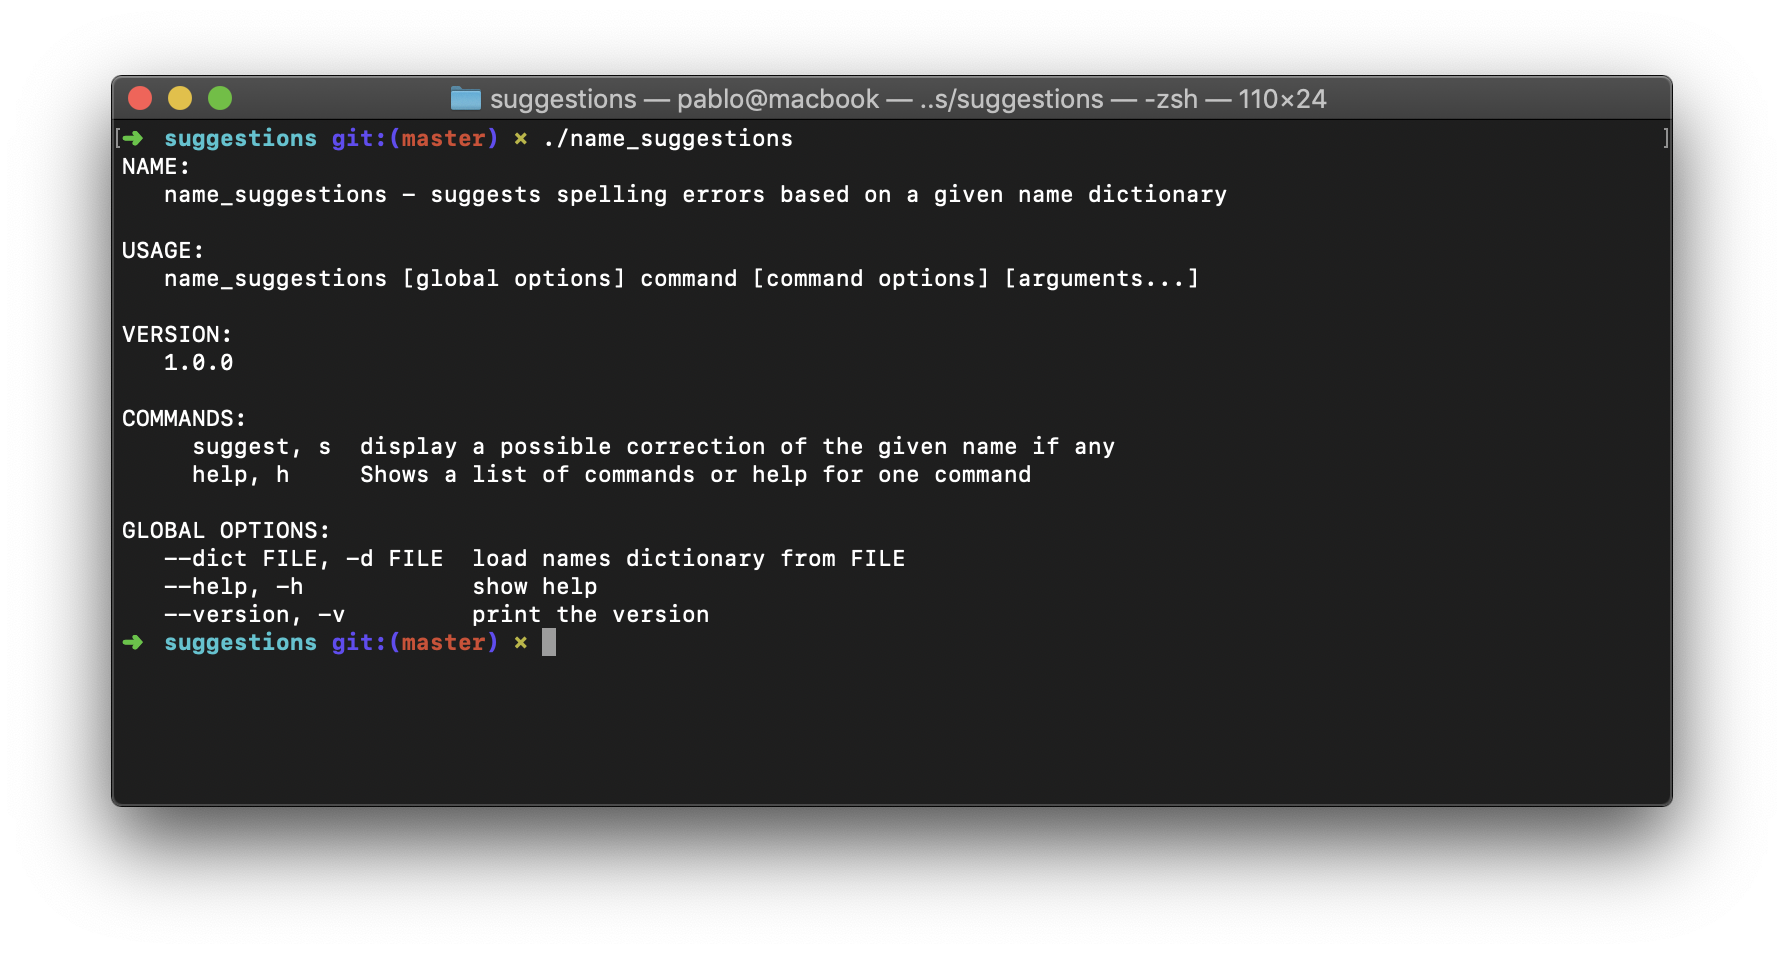 suggestions — pablo@macbook — ..s/suggestions — -zsh — 110×24
[➜  suggestions git:(master) ✗ ./name_suggestions ]
NAME:
   name_suggestions - suggests spelling errors based on a given name dictionary

USAGE:
   name_suggestions [global options] command [command options] [arguments...]

VERSION:
   1.0.0

COMMANDS:
     suggest, s  display a possible correction of the given name if any
     help, h     Shows a list of commands or help for one command

GLOBAL OPTIONS:
   --dict FILE, -d FILE  load names dictionary from FILE
   --help, -h            show help
   --version, -v         print the version
➜  suggestions git:(master) ✗